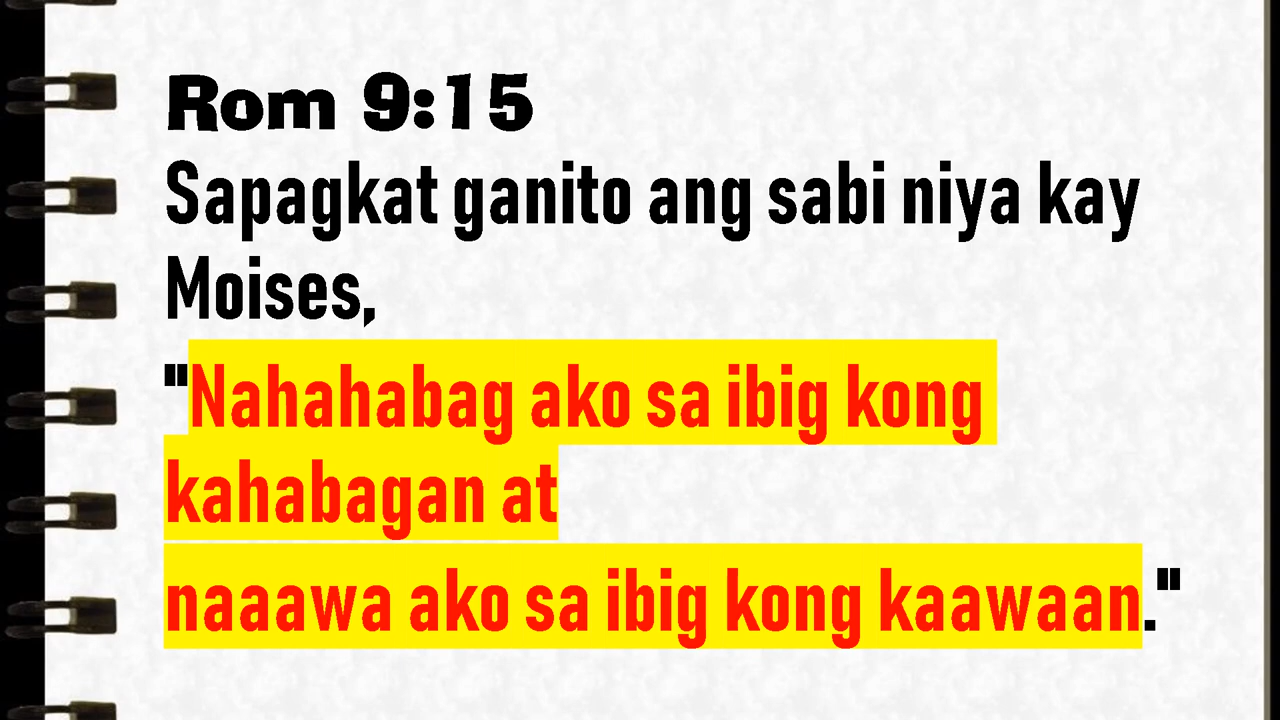 Rom 9:15
Sapagkat ganito ang sabi niya kay
Moises,
"Nahahabag ako sa ibig kong
kahabagan at
naaawa ako sa ibig kong kaawaan."